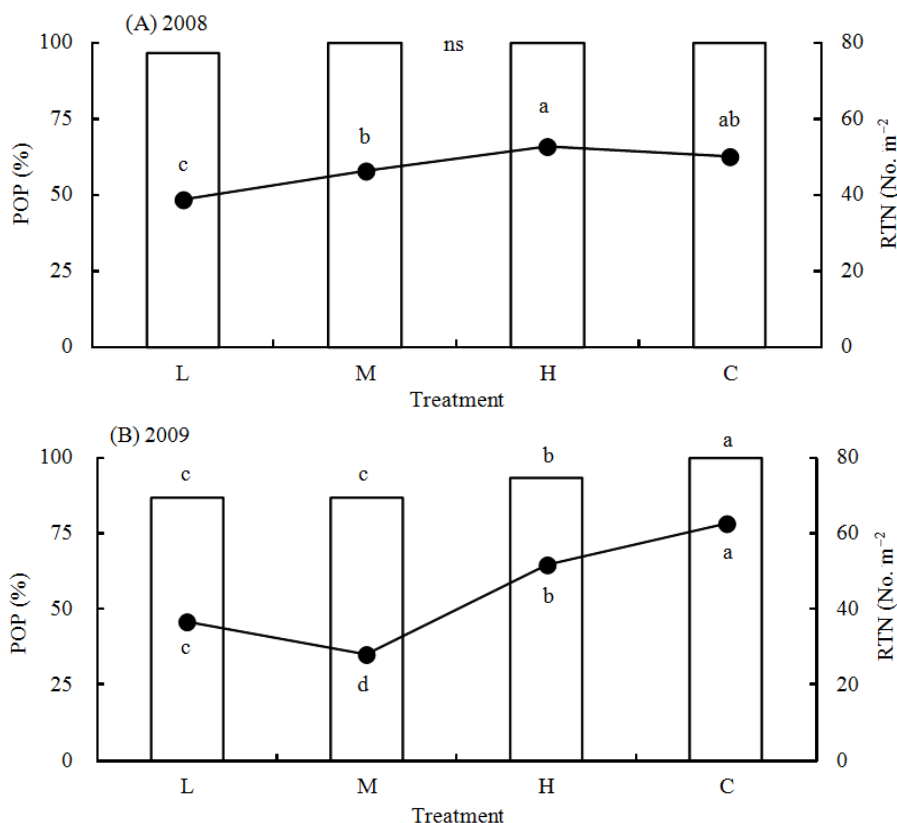 (A) 2008
100 ns 80
a
75 b ab 60
c
POP (%)
50 40
RTN (No. m⁻²
25 20
0 0
L M H C
Treatment
(B) 2009
a
100 c c b 80
75 60
a
POP (%)
50 b 40
RTN (No. m⁻²
c
25 d 20
0 0
L M H C
Treatment